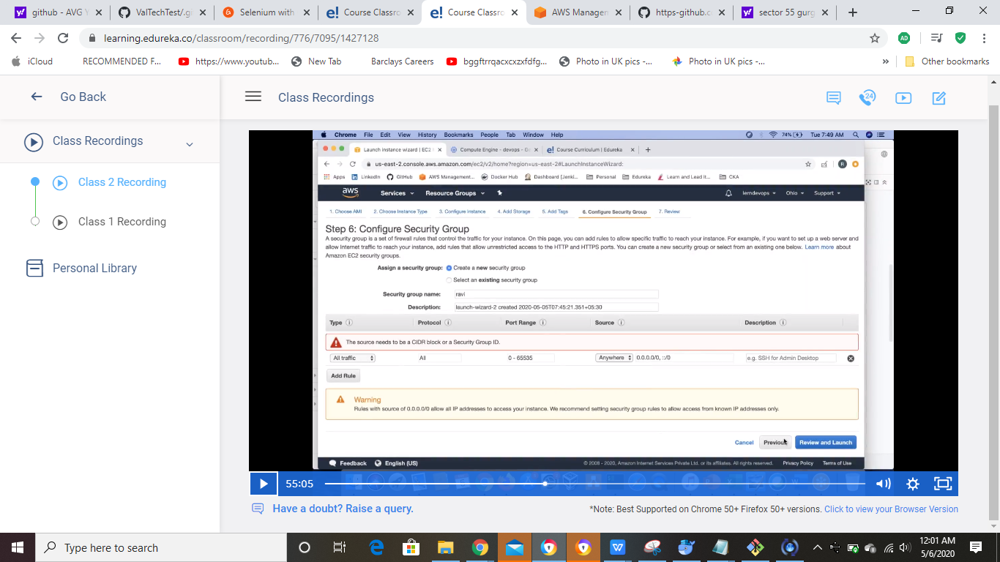 github - AVG Y
ValTechTest/.g
Selenium with
Course Classro
Course Classro
AWS Managem
https-github.c
sector 55 gurg
learning.edureka.co/classroom/recording/776/7095/1427128
iCloud
RECOMMENDED F...
https://www.youtub...
New Tab
Barclays Careers
bggftrrqacxcxzxfdfg...
Photo in UK pics -...
Photo in UK pics -...
Other bookmarks
Go Back
Class Recordings
Class Recordings
Class 2 Recording
Class 1 Recording
Personal Library
Chrome File Edit View History Bookmarks People Tab Window Help
74% Tue 7:49 AM
Launch instance wizard | EC2
Compute Engine - devops - G
Course Curriculum | Edureka
us-east-2.console.aws.amazon.com/ec2/v2/home?region=us-east-2#LaunchInstanceWizard:
Apps LinkedIn GitHub AWS Management... Docker Hub Dashboard [Jenki... Personal Edureka Learn and Lead It... CKA
aws Services Resource Groups lerndevops Ohio Support
1. Choose AMI 2. Choose Instance Type 3. Configure Instance 4. Add Storage 5. Add Tags 6. Configure Security Group 7. Review
Step 6: Configure Security Group
A security group is a set of firewall rules that control the traffic for your instance. On this page, you can add rules to allow specific traffic to reach your instance. For example, if you want to set up a web server and
allow Internet traffic to reach your instance, add rules that allow unrestricted access to the HTTP and HTTPS ports. You can create a new security group or select from an existing one below. Learn more about
Amazon EC2 security groups.
Assign a security group: Create a new security group
Select an existing security group
Security group name: ravi
Description: launch-wizard-2 created 2020-05-05T07:45:21.351+05:30
Type Protocol Port Range Source Description
The source needs to be a CIDR block or a Security Group ID.
All traffic All 0 - 65535 Anywhere 0.0.0.0/0, ::/0 e.g. SSH for Admin Desktop
Add Rule
Warning
Rules with source of 0.0.0.0/0 allow all IP addresses to access your instance. We recommend setting security group rules to allow access from known IP addresses only.
Cancel Previous Review and Launch
Feedback English (US) © 2008 - 2020, Amazon Internet Services Private Ltd. or its affiliates. All rights reserved. Privacy Policy Terms of Use
55:05
Have a doubt? Raise a query.
*Note: Best Supported on Chrome 50+ Firefox 50+ versions. Click to view your Browser Version
Type here to search
12:01 AM
5/6/2020